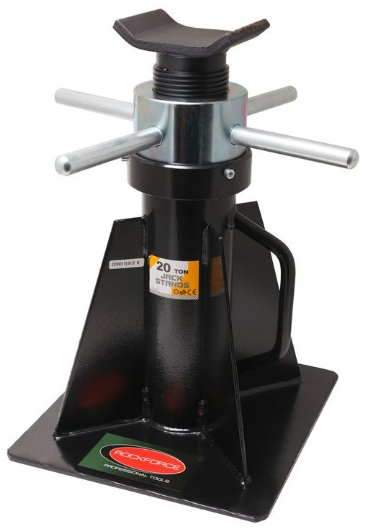 20 TON
JACK
STANDS
ROCKFORCE
PROFESSIONAL TOOLS